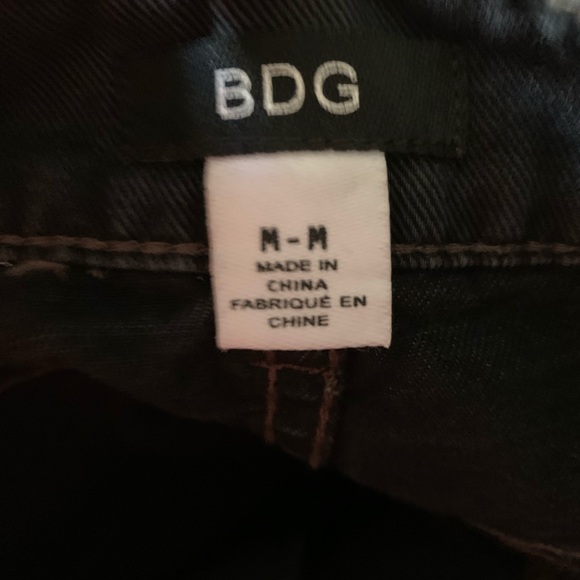 BDG
M-M
MADE IN
CHINA
FABRIQUÉ EN
CHINE